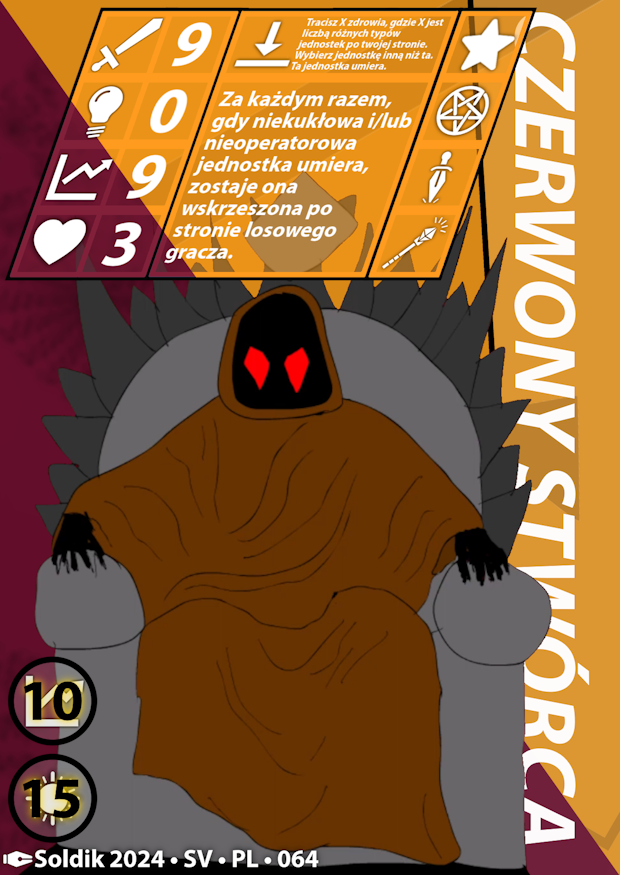 9
0
9
3
Tracisz X zdrowia, gdzie X jest
liczbą różnych typów
jednostek po twojej stronie.
Wybierz jednostkę inną niż ta.
Ta jednostka umiera.
Za każdym razem,
gdy niekukłowa i/lub
nieoperatorowa
jednostka umiera,
zostaje ona
wskrzeszona po
stronie losowego
gracza.
CZERWONY STWÓRCA
10
15
Soldik 2024 • SV • PL • 064